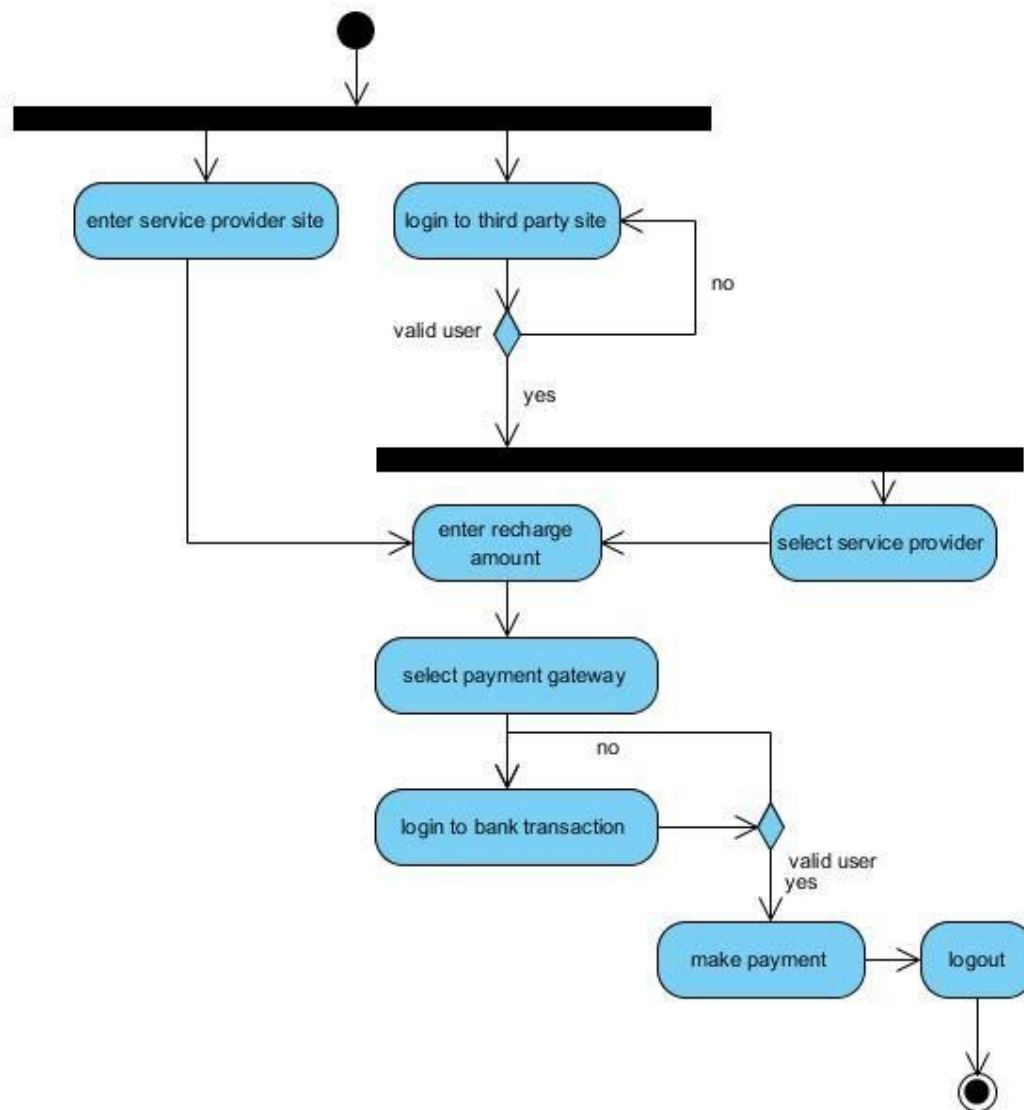 enter service provider site
login to third party site
no
valid user
yes
enter recharge
amount
select service provider
select payment gateway
no
login to bank transaction
valid user
yes
make payment
logout